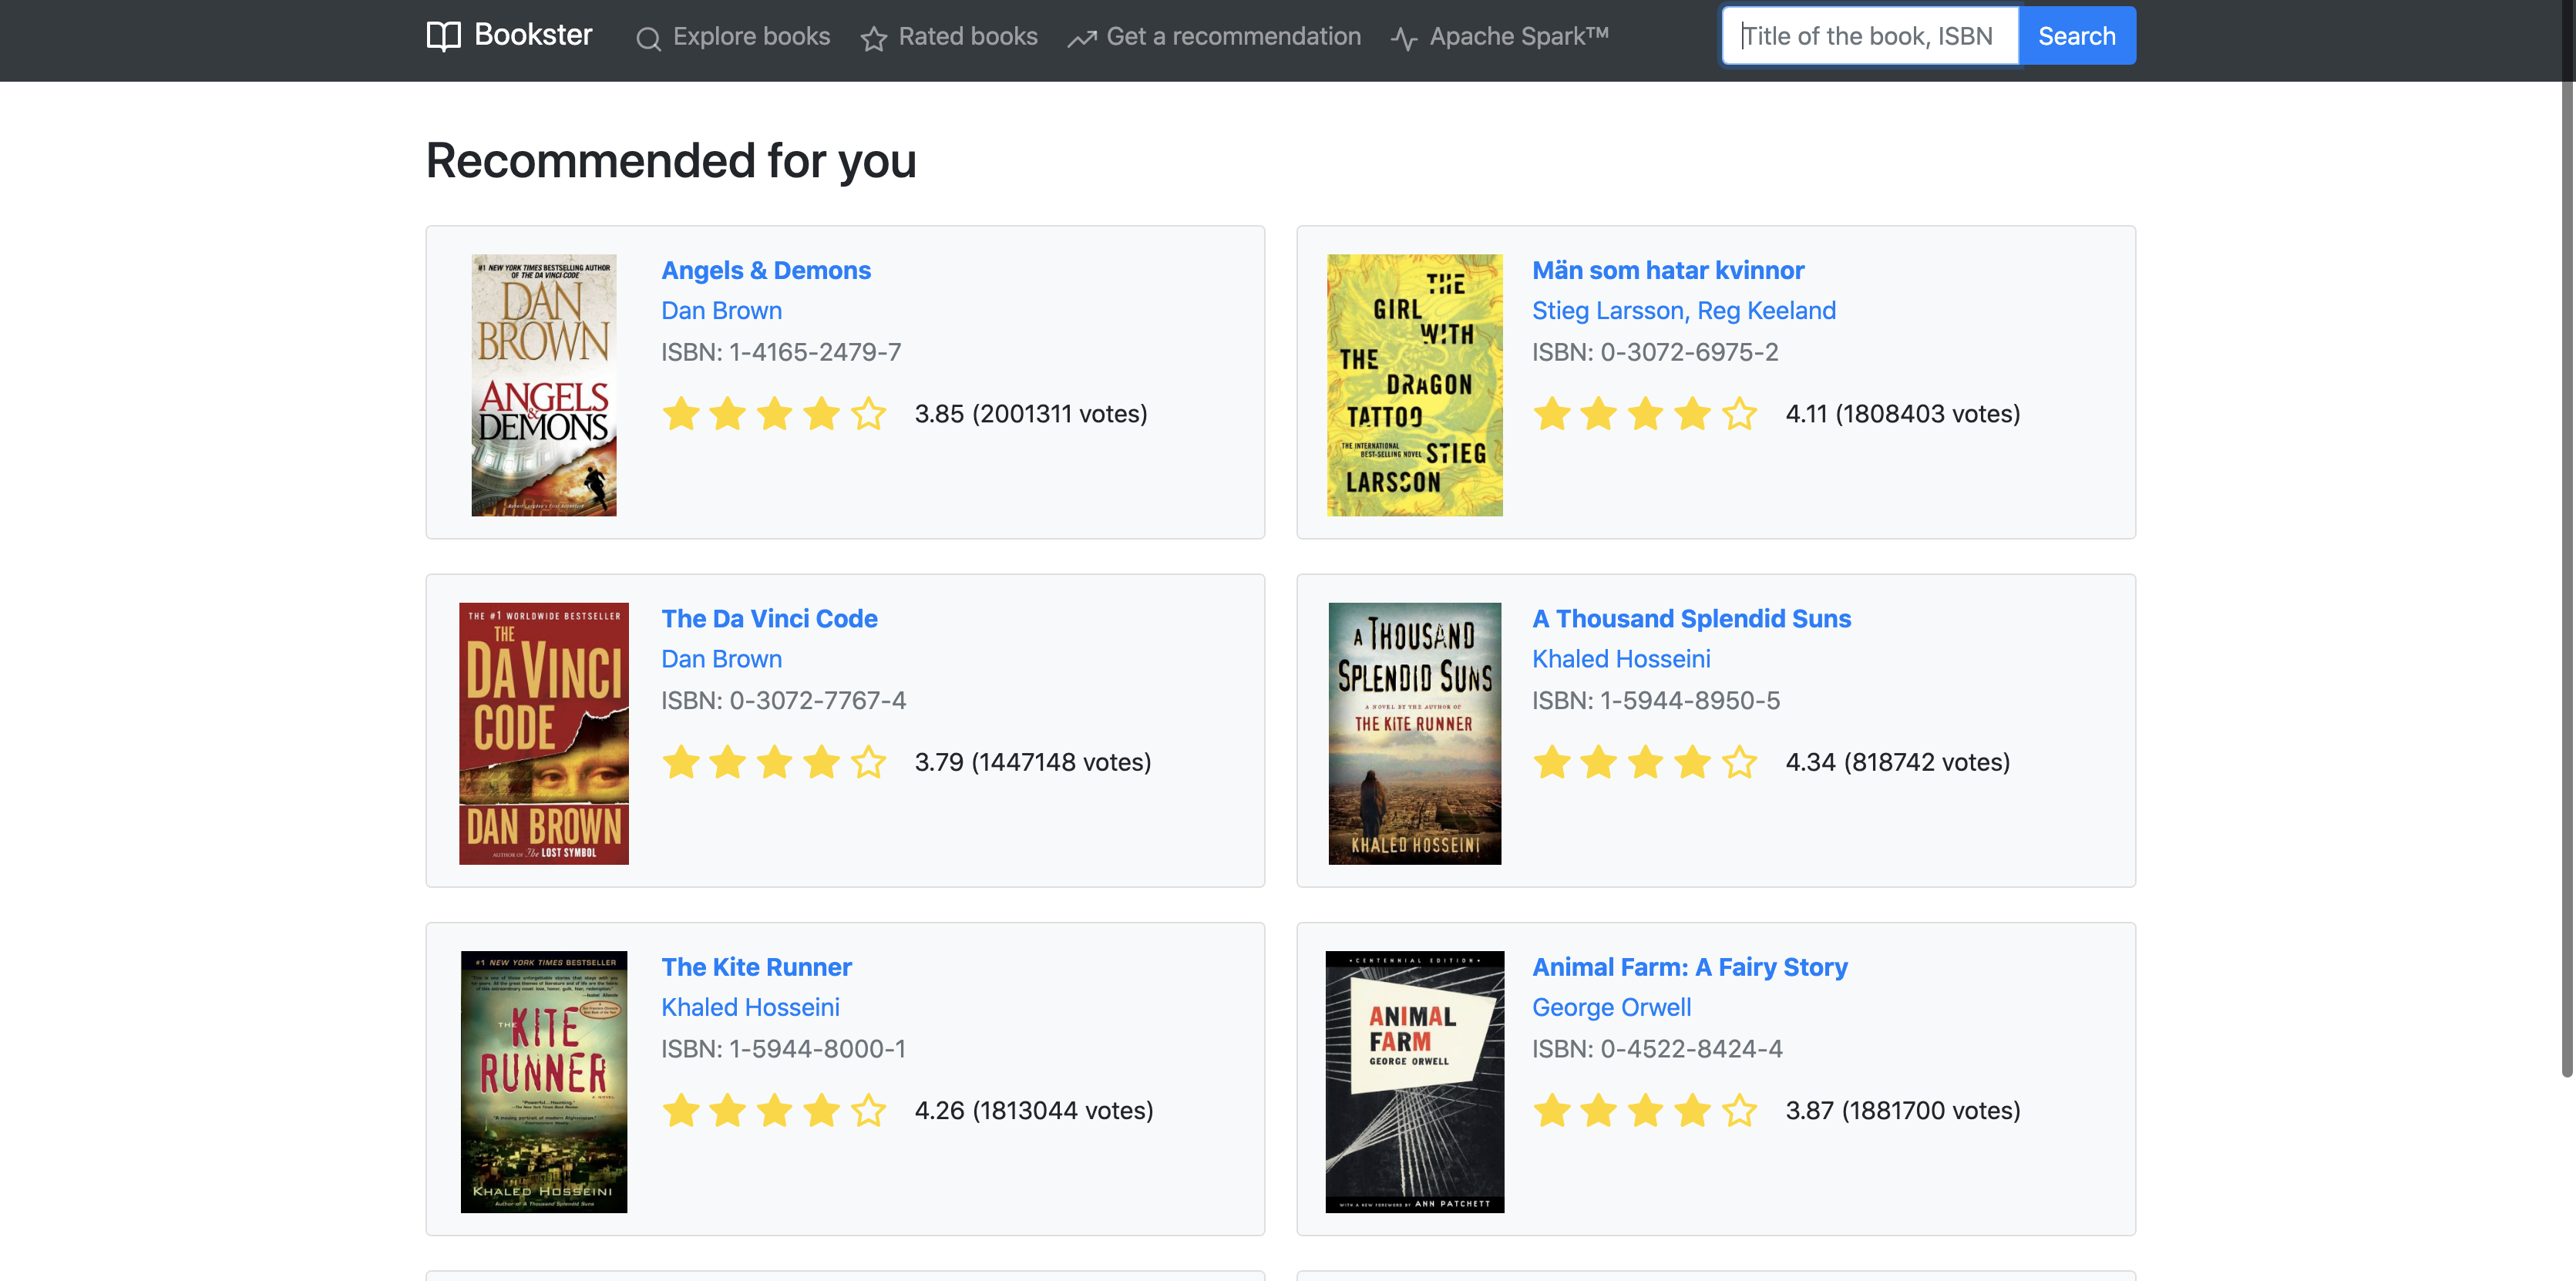 Bookster
Explore books
Rated books
Get a recommendation
Apache Spark™
Title of the book, ISBN
Search
Recommended for you
#1 NEW YORK TIMES BESTSELLING AUTHOR
OF THE DA VINCI CODE
DAN
BROWN
ANGELS
&
DEMONS
Angels & Demons
Dan Brown
ISBN: 1-4165-2479-7
3.85 (2001311 votes)
THE
GIRL
WITH
THE
DRAGON
TATTOO
THE INTERNATIONAL
BEST-SELLING NOVEL
STIEG
LARSSON
Män som hatar kvinnor
Stieg Larsson, Reg Keeland
ISBN: 0-3072-6975-2
4.11 (1808403 votes)
THE #1 WORLDWIDE BESTSELLER
THE
DA VINCI
CODE
DAN BROWN
AUTHOR OF The LOST SYMBOL
The Da Vinci Code
Dan Brown
ISBN: 0-3072-7767-4
3.79 (1447148 votes)
A THOUSAND
SPLENDID SUNS
A NOVEL BY THE AUTHOR OF
THE KITE RUNNER
KHALED HOSSEINI
A Thousand Splendid Suns
Khaled Hosseini
ISBN: 1-5944-8950-5
4.34 (818742 votes)
#1 NEW YORK TIMES BESTSELLER
THE
KITE
RUNNER
A NOVEL
KHALED HOSSEINI
Author of A Thousand Splendid Suns
The Kite Runner
Khaled Hosseini
ISBN: 1-5944-8000-1
4.26 (1813044 votes)
•CENTENNIAL EDITION•
ANIMAL
FARM
GEORGE ORWELL
WITH A NEW FOREWORD BY ANN PATCHETT
Animal Farm: A Fairy Story
George Orwell
ISBN: 0-4522-8424-4
3.87 (1881700 votes)